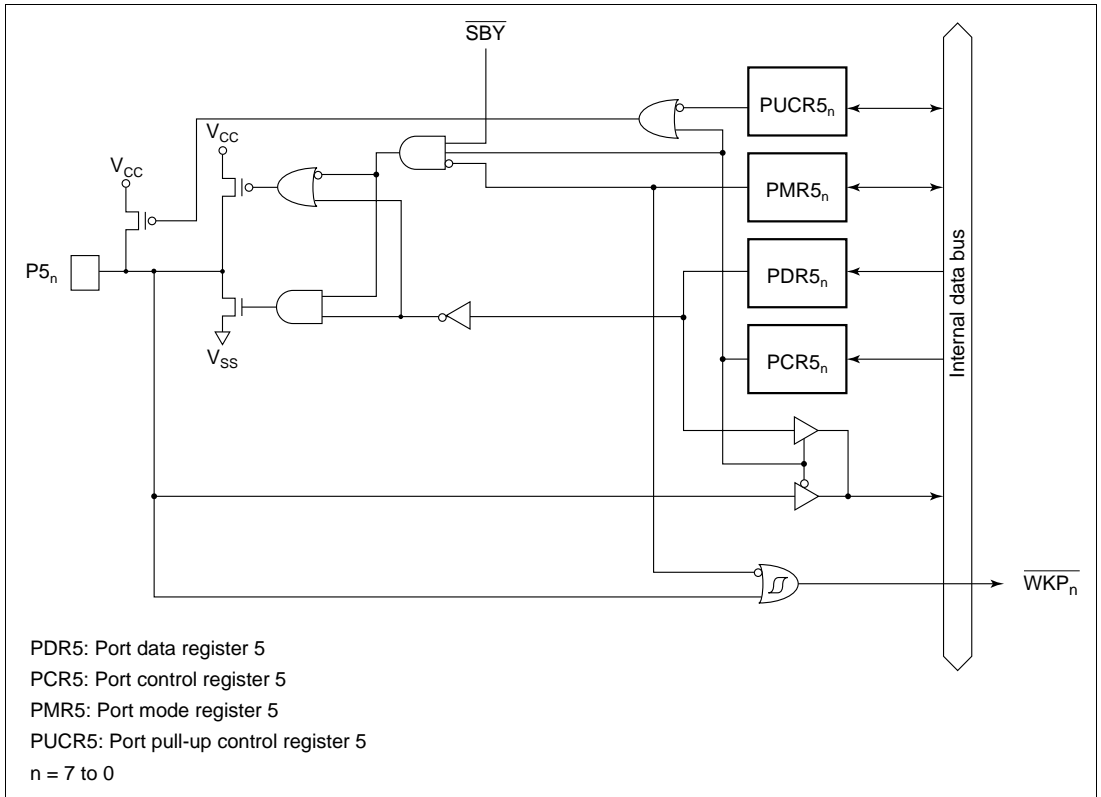 SBY
PUCR5n
VCC
VCC
PMR5n
PDR5n
P5n
VSS
PCR5n
Internal data bus
WKPn
PDR5: Port data register 5
PCR5: Port control register 5
PMR5: Port mode register 5
PUCR5: Port pull-up control register 5
n = 7 to 0